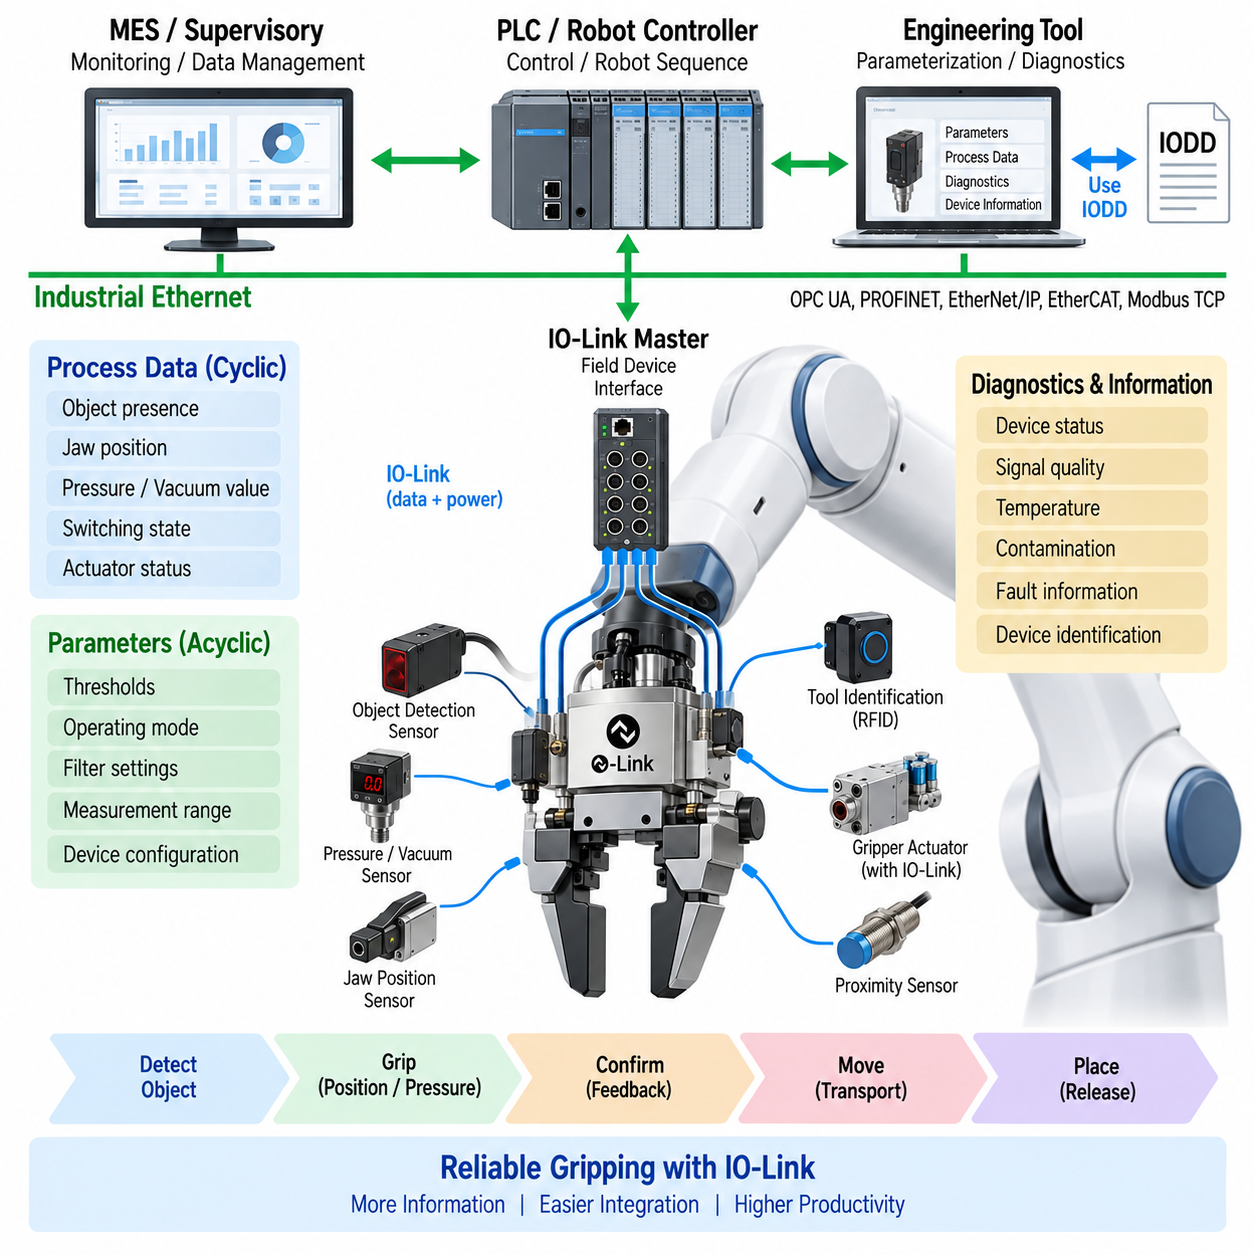 MES / Supervisory
Monitoring / Data Management
PLC / Robot Controller
Control / Robot Sequence
Engineering Tool
Parameterization / Diagnostics
Parameters
Process Data
Diagnostics
Device Information
Use
IODD
IODD
Industrial Ethernet
OPC UA, PROFINET, EtherNet/IP, EtherCAT, Modbus TCP
IO-Link Master
Field Device
Interface
Process Data (Cyclic)
Object presence
Jaw position
Pressure / Vacuum value
Switching state
Actuator status
IO-Link
(data + power)
Diagnostics & Information
Device status
Signal quality
Temperature
Contamination
Fault information
Device identification
Parameters (Acyclic)
Thresholds
Operating mode
Filter settings
Measurement range
Device configuration
Object Detection
Sensor
Tool Identification
(RFID)
-Link
0.0
Pressure / Vacuum
Sensor
Gripper Actuator
(with IO-Link)
Jaw Position
Sensor
Proximity Sensor
Detect
Object
Grip
(Position / Pressure)
Confirm
(Feedback)
Move
(Transport)
Place
(Release)
Reliable Gripping with IO-Link
More Information | Easier Integration | Higher Productivity